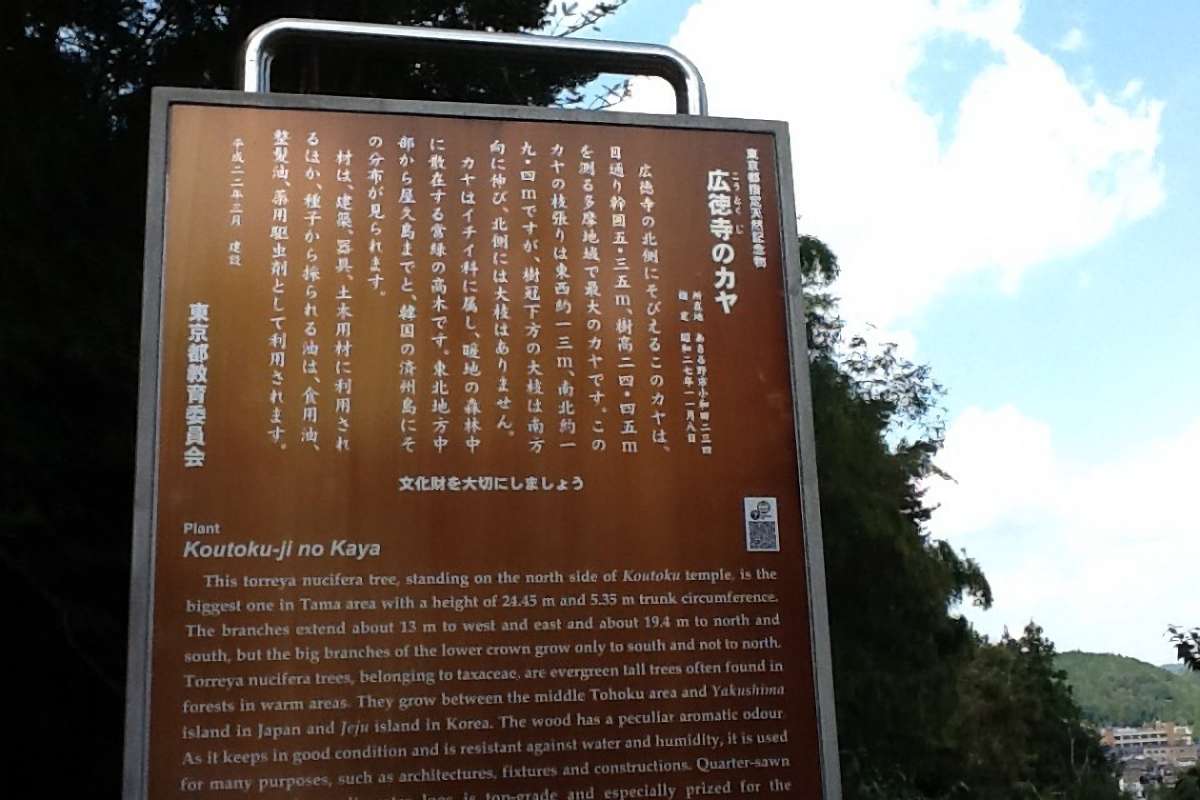 東京都指定天然記念物
広徳寺のカヤ
こうとくじ
所在地 あきる野市小和田二三四
指定 昭和二七年一一月八日
広徳寺の北側にそびえるこのカヤは、
目通り幹囲五・三五m、樹高二四・四五m
を測る多摩地域で最大のカヤです。この
カヤの枝張りは東西約一三m、南北約一
九・四mですが、樹冠下方の大枝は南方
向に伸び、北側には大枝はありません。
カヤはイチイ科に属し、暖地の森林中
に散在する常緑の高木です。東北地方中
部から屋久島までと、韓国の済州島にそ
の分布が見られます。
材は、建築、器具、土木用材に利用され
るほか、種子から採られる油は、食用油、
整髪油、薬用駆虫剤として利用されます。
平成二二年三月 建設
東京都教育委員会
文化財を大切にしましょう
Plant
Koutoku-ji no Kaya
This torreya nucifera tree, standing on the north side of Koutoku temple, is the
biggest one in Tama area with a height of 24.45 m and 5.35 m trunk circumference.
The branches extend about 13 m to west and east and about 19.4 m to north and
south, but the big branches of the lower crown grow only to south and not to north.
Torreya nucifera trees, belonging to taxaceae, are evergreen tall trees often found in
forests in warm areas. They grow between the middle Tohoku area and Yakushima
island in Japan and Jeju island in Korea. The wood has a peculiar aromatic odour.
As it keeps in good condition and is resistant against water and humidity, it is used
for many purposes, such as architectures, fixtures and constructions. Quarter-sawn
logs is top-grade and especially prized for the